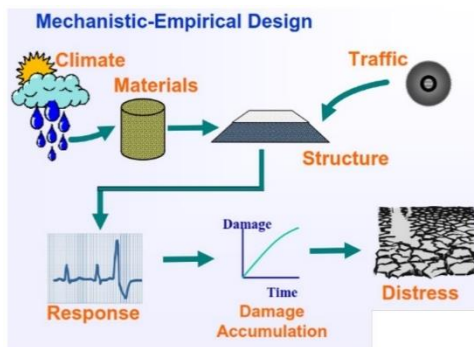 Mechanistic-Empirical Design
Climate
Traffic
Materials
Structure
Damage
Time
Response
Damage
Accumulation
Distress